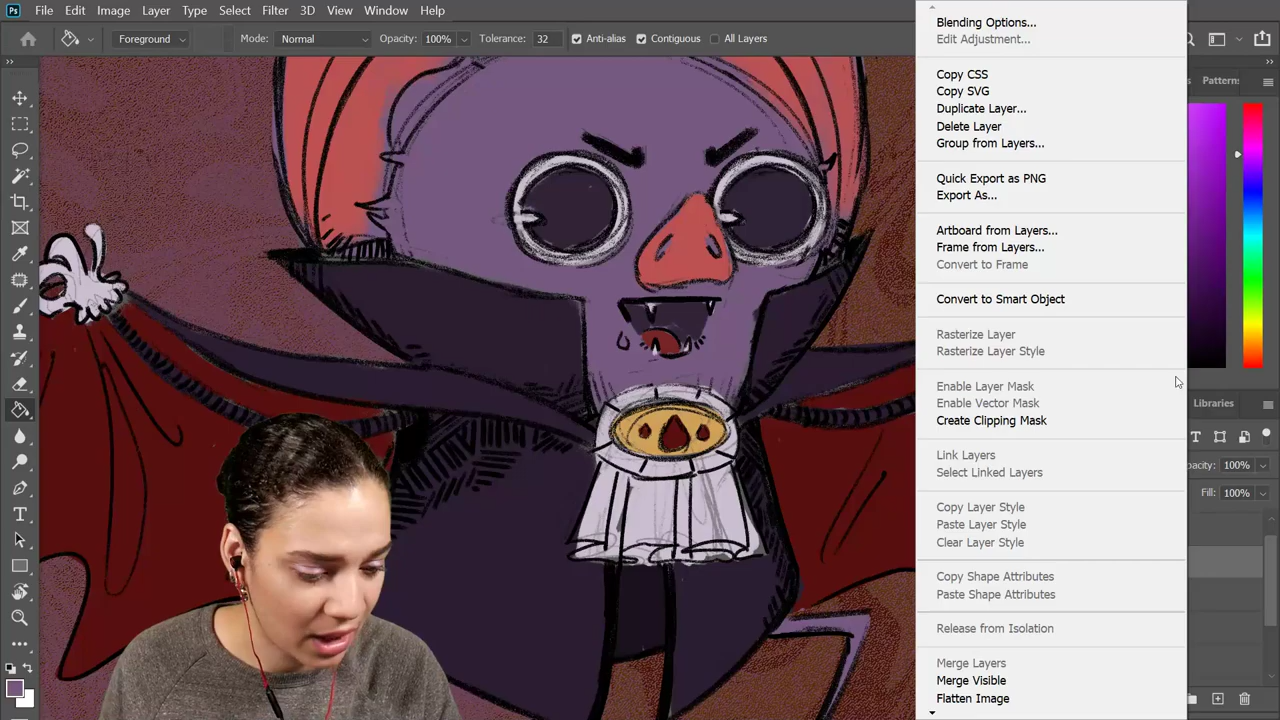 Ps File Edit Image Layer Type Select Filter 3D View Window Help
Foreground Mode: Normal Opacity: 100% Tolerance: 32 Anti-alias Contiguous All Layers
Blending Options...
Edit Adjustment...
Copy CSS
Copy SVG
Duplicate Layer...
Delete Layer
Group from Layers...
Quick Export as PNG
Export As...
Artboard from Layers...
Frame from Layers...
Convert to Frame
Convert to Smart Object
Rasterize Layer
Rasterize Layer Style
Enable Layer Mask
Enable Vector Mask
Create Clipping Mask
Link Layers
Select Linked Layers
Copy Layer Style
Paste Layer Style
Clear Layer Style
Copy Shape Attributes
Paste Shape Attributes
Release from Isolation
Merge Layers
Merge Visible
Flatten Image
Patterns
Libraries
100%
Fill: 100%